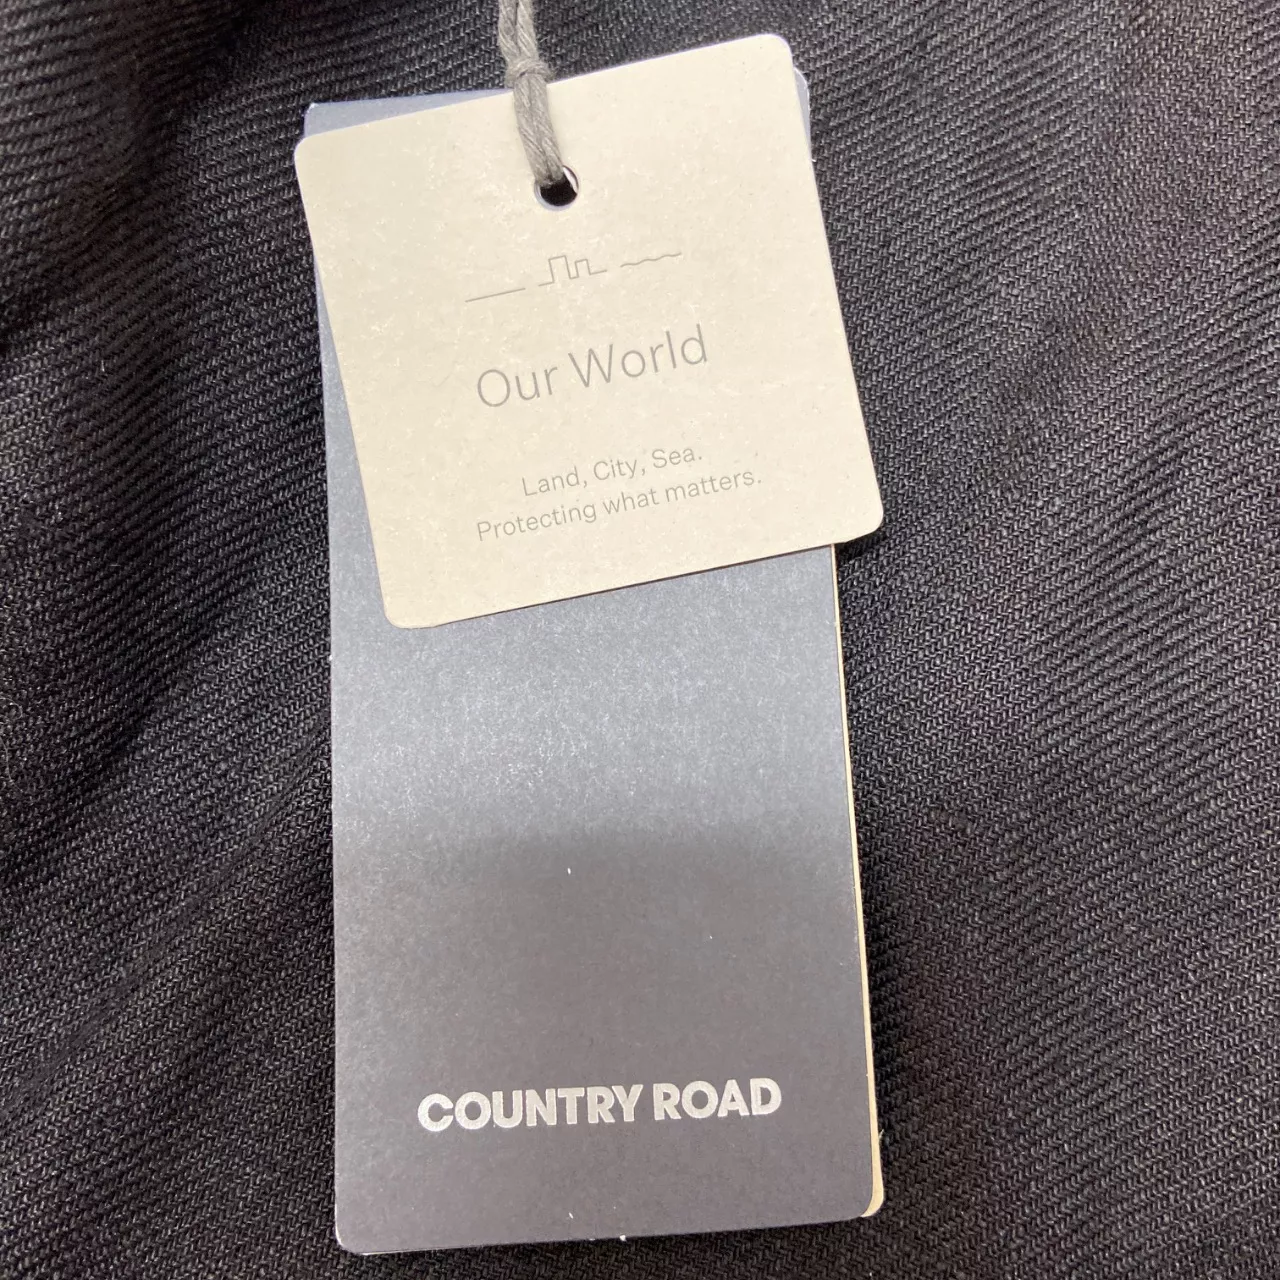 Our World
Land, City, Sea.
Protecting what matters.
COUNTRY ROAD